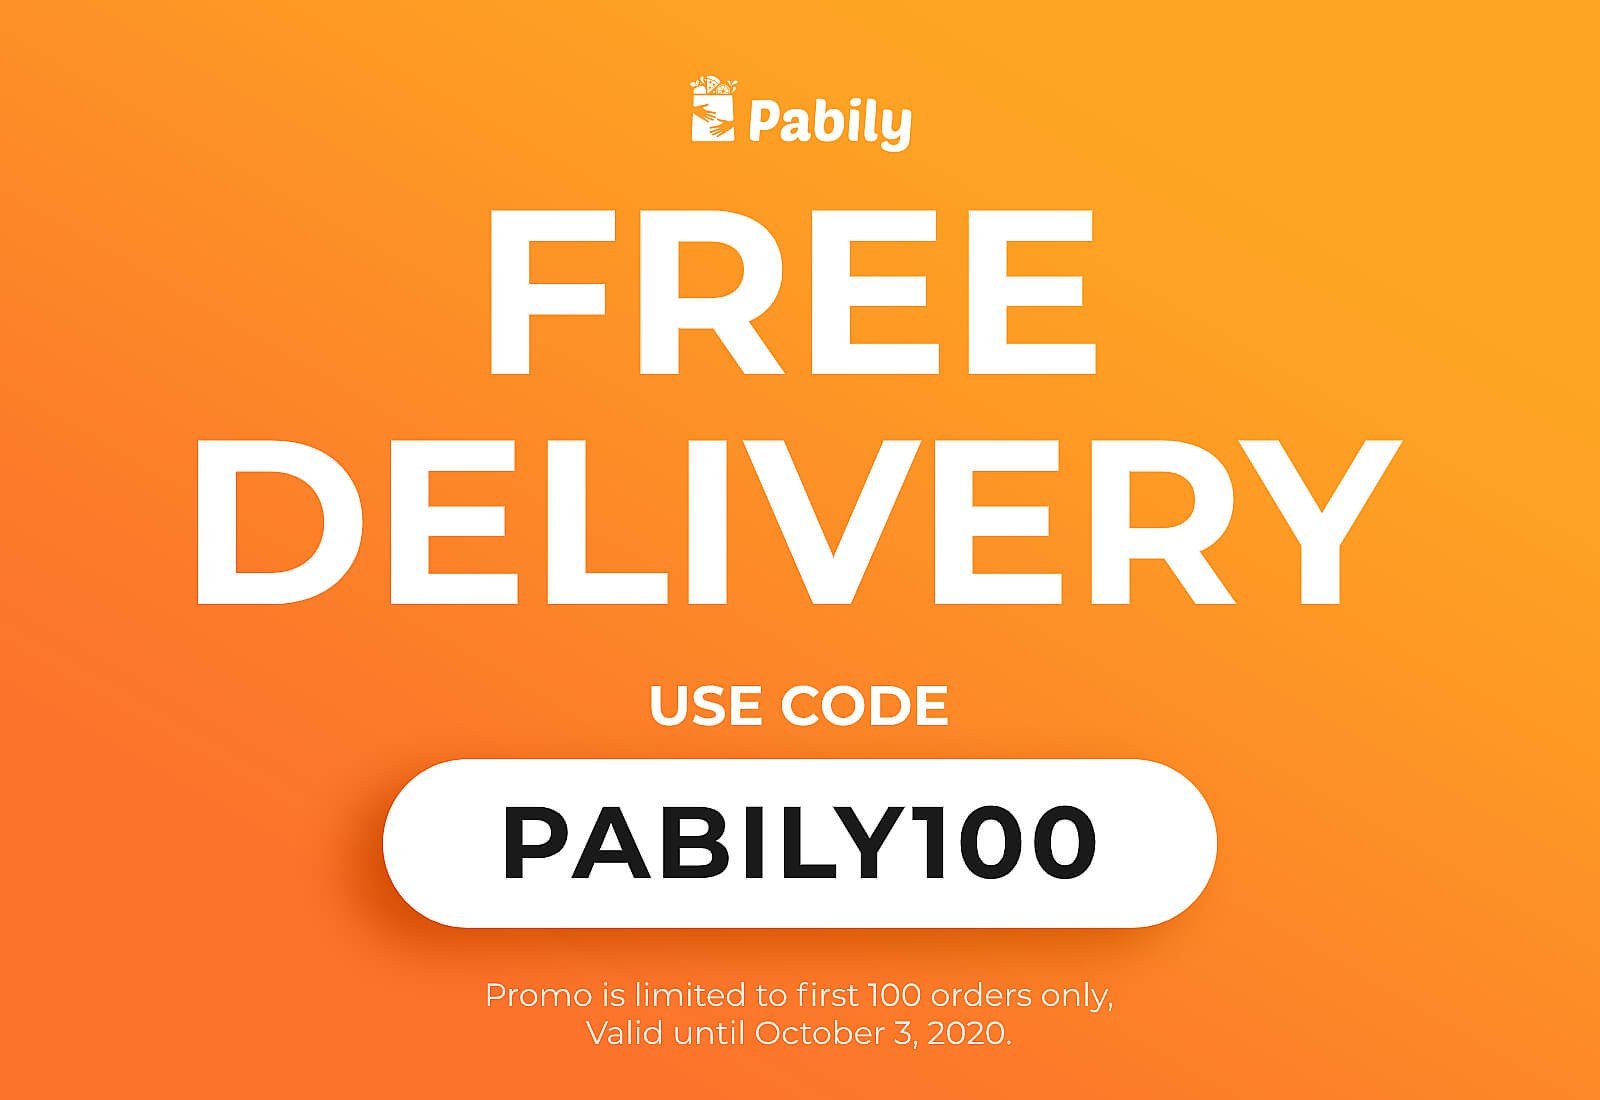 Pabily
FREE
DELIVERY
USE CODE
PABILY100
Promo is limited to first 100 orders only,
Valid until October 3, 2020.